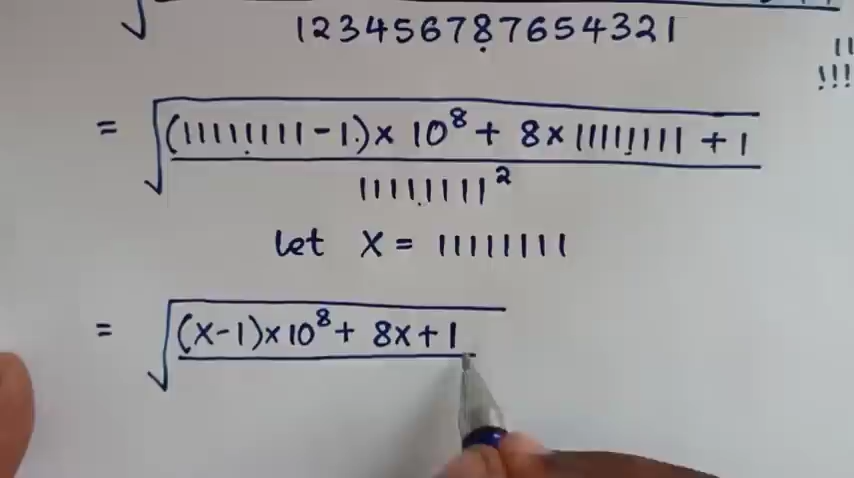 123456787654321
= √((11111111-1)× 10⁸ + 8×11111111 + 1
11111111²
let X = 11111111
= √((X-1)×10⁸ + 8X+1